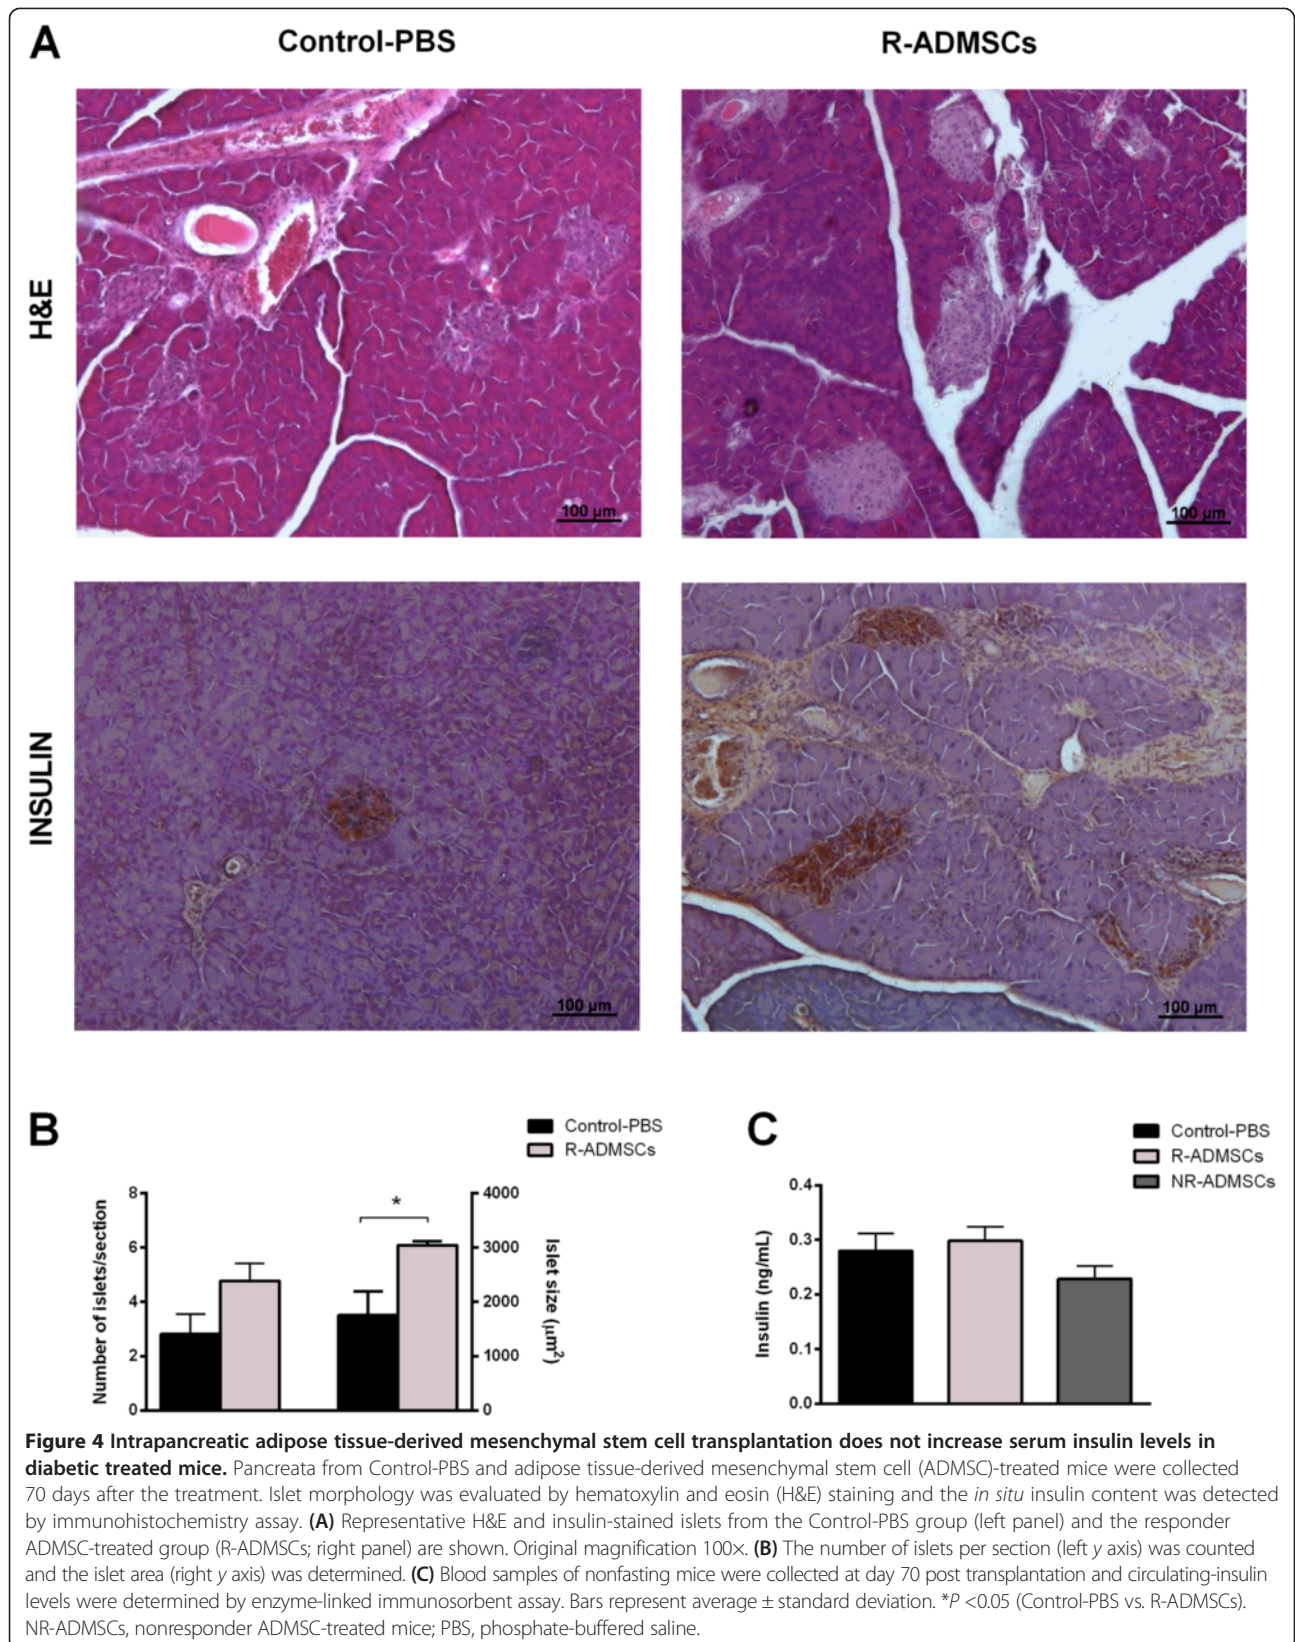 A
Control-PBS
R-ADMSCs
H&E
100 µm
100 µm
INSULIN
100 µm
100 µm
B
Control-PBS
R-ADMSCs
Number of islets/section
8
6
4
2
0
*
4000
3000
2000
1000
0
Islet size (µm²)
C
Control-PBS
R-ADMSCs
NR-ADMSCs
Insulin (ng/mL)
0.4
0.3
0.2
0.1
0.0
Figure 4 Intrapancreatic adipose tissue-derived mesenchymal stem cell transplantation does not increase serum insulin levels in
diabetic treated mice. Pancreata from Control-PBS and adipose tissue-derived mesenchymal stem cell (ADMSC)-treated mice were collected
70 days after the treatment. Islet morphology was evaluated by hematoxylin and eosin (H&E) staining and the in situ insulin content was detected
by immunohistochemistry assay. (A) Representative H&E and insulin-stained islets from the Control-PBS group (left panel) and the responder
ADMSC-treated group (R-ADMSCs; right panel) are shown. Original magnification 100×. (B) The number of islets per section (left y axis) was counted
and the islet area (right y axis) was determined. (C) Blood samples of nonfasting mice were collected at day 70 post transplantation and circulating-insulin
levels were determined by enzyme-linked immunosorbent assay. Bars represent average ± standard deviation. *P <0.05 (Control-PBS vs. R-ADMSCs).
NR-ADMSCs, nonresponder ADMSC-treated mice; PBS, phosphate-buffered saline.